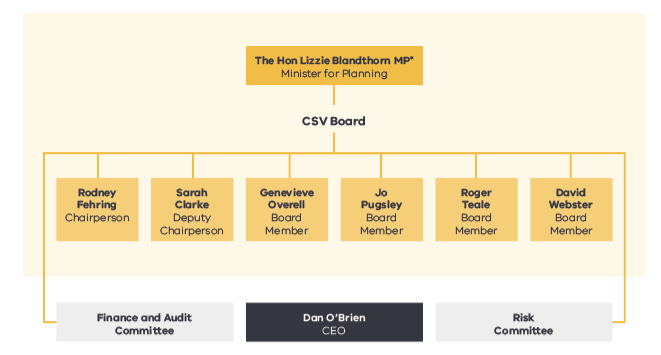 The Hon Lizzie Blandthorn MP*
Minister for Planning
CSV Board
Rodney
Fehring
Chairperson
Sarah
Clarke
Deputy
Chairperson
Genevieve
Overell
Board
Member
Jo
Pugsley
Board
Member
Roger
Teale
Board
Member
David
Webster
Board
Member
Finance and Audit
Committee
Dan O’Brien
CEO
Risk
Committee